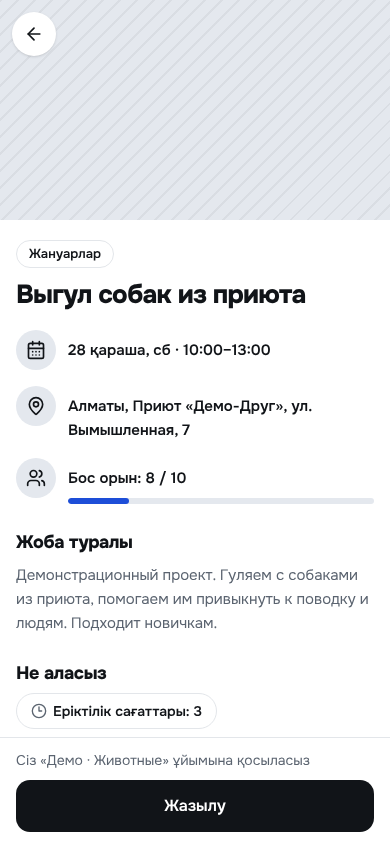 Жануарлар
Выгул собак из приюта
28 қараша, сб · 10:00–13:00
Алматы, Приют «Демо-Друг», ул.
Вымышленная, 7
Бос орын: 8 / 10
Жоба туралы
Демонстрационный проект. Гуляем с собаками
из приюта, помогаем им привыкнуть к поводку и
людям. Подходит новичкам.
Не аласыз
Еріктілік сағаттары: 3
Сіз «Демо · Животные» ұйымына қосыласыз
Жазылу